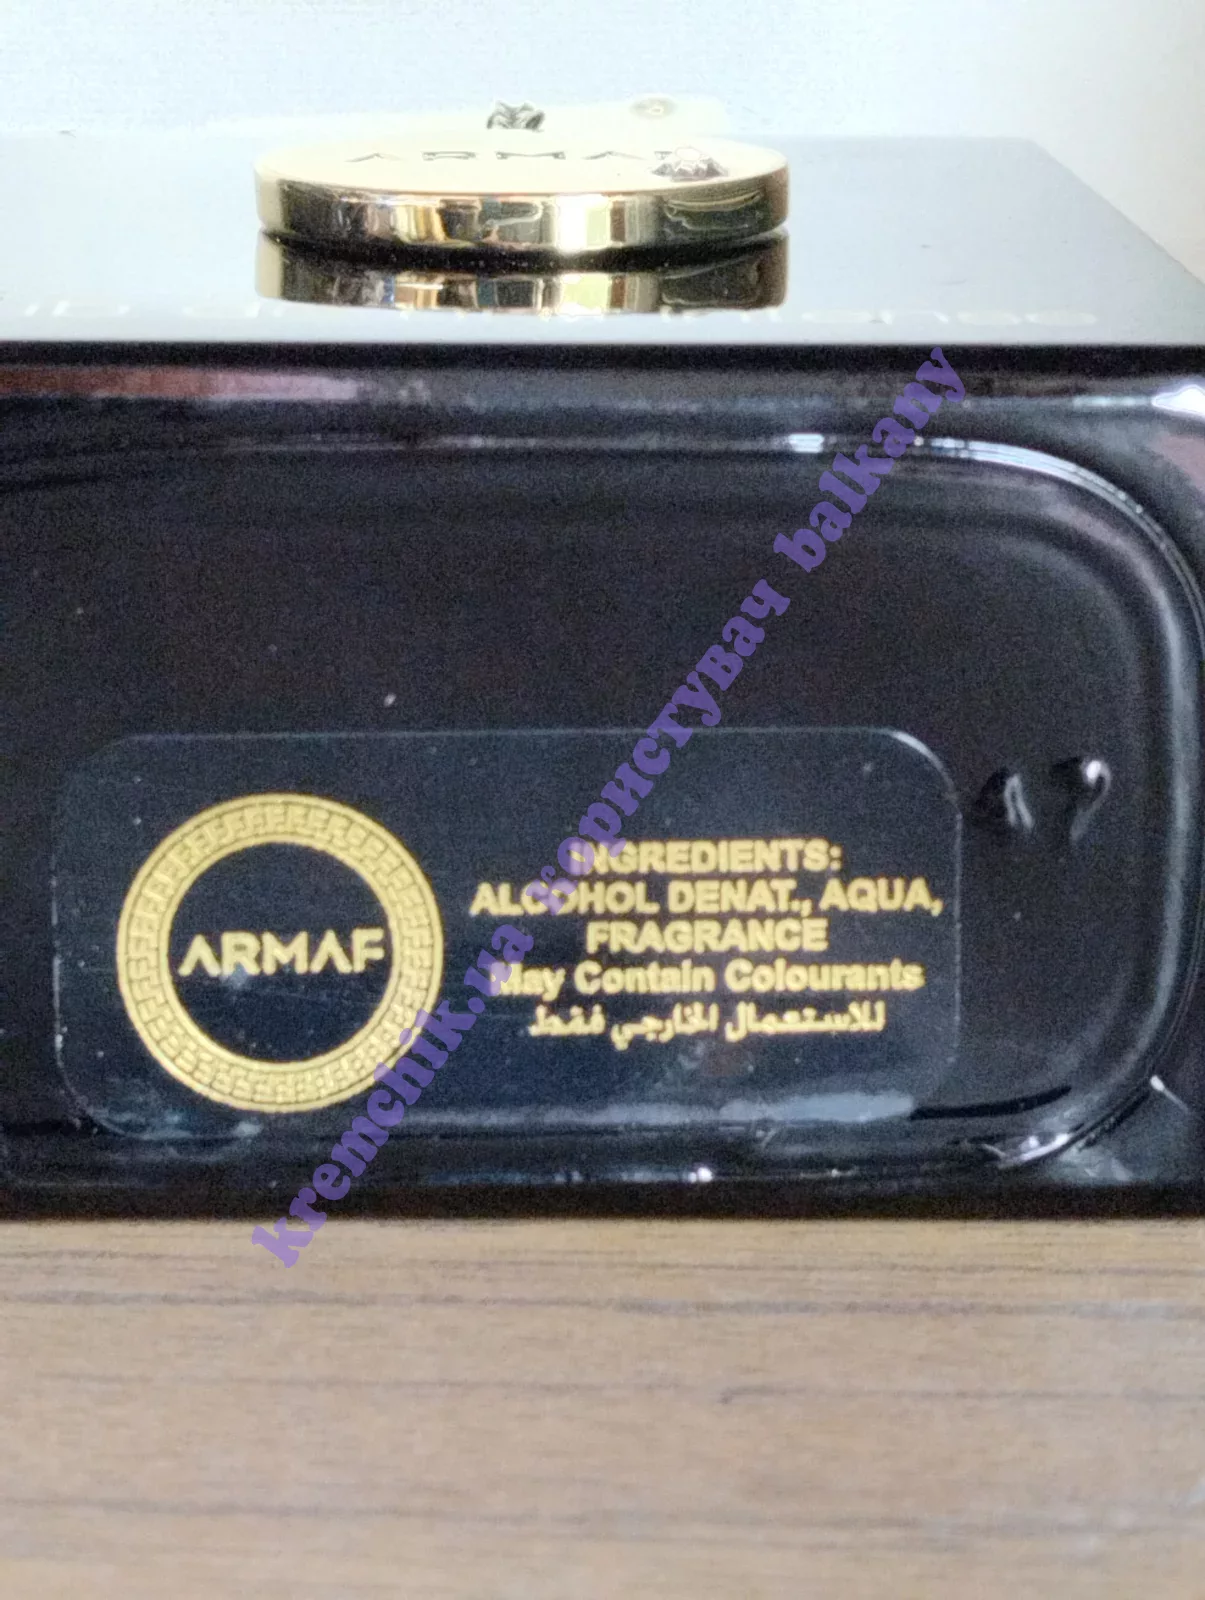 ARMAF
ARMAF
INGREDIENTS:
ALCOHOL DENAT., AQUA,
FRAGRANCE
May Contain Colourants
للاستعمال الخارجي فقط
kremchik.ua користувач balkany